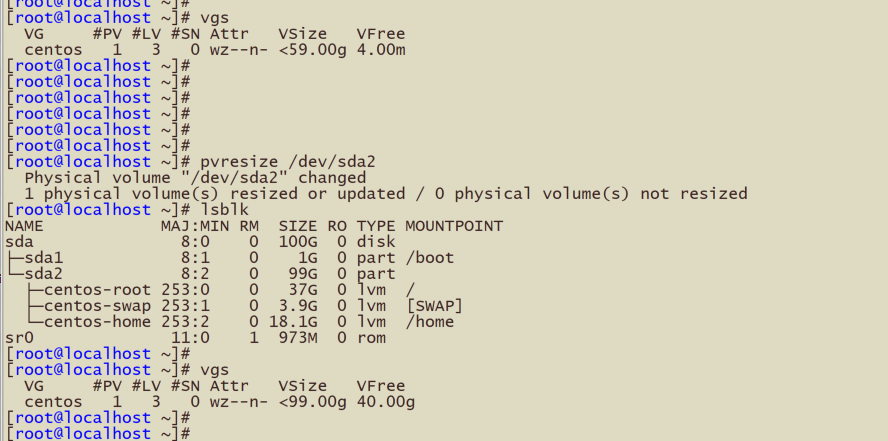 [root@localhost ~]#
[root@localhost ~]# vgs
  VG     #PV #LV #SN Attr   VSize   VFree
  centos   1   3   0 wz--n- <59.00g 4.00m
[root@localhost ~]#
[root@localhost ~]#
[root@localhost ~]#
[root@localhost ~]#
[root@localhost ~]#
[root@localhost ~]#
[root@localhost ~]# pvresize /dev/sda2
  Physical volume "/dev/sda2" changed
  1 physical volume(s) resized or updated / 0 physical volume(s) not resized
[root@localhost ~]# lsblk
NAME            MAJ:MIN RM  SIZE RO TYPE MOUNTPOINT
sda               8:0    0  100G  0 disk
├─sda1            8:1    0    1G  0 part /boot
└─sda2            8:2    0   99G  0 part
  ├─centos-root 253:0    0   37G  0 lvm  /
  ├─centos-swap 253:1    0  3.9G  0 lvm  [SWAP]
  └─centos-home 253:2    0 18.1G  0 lvm  /home
sr0              11:0    1  973M  0 rom
[root@localhost ~]#
[root@localhost ~]# vgs
  VG     #PV #LV #SN Attr   VSize   VFree
  centos   1   3   0 wz--n- <99.00g 40.00g
[root@localhost ~]#
[root@localhost ~]#